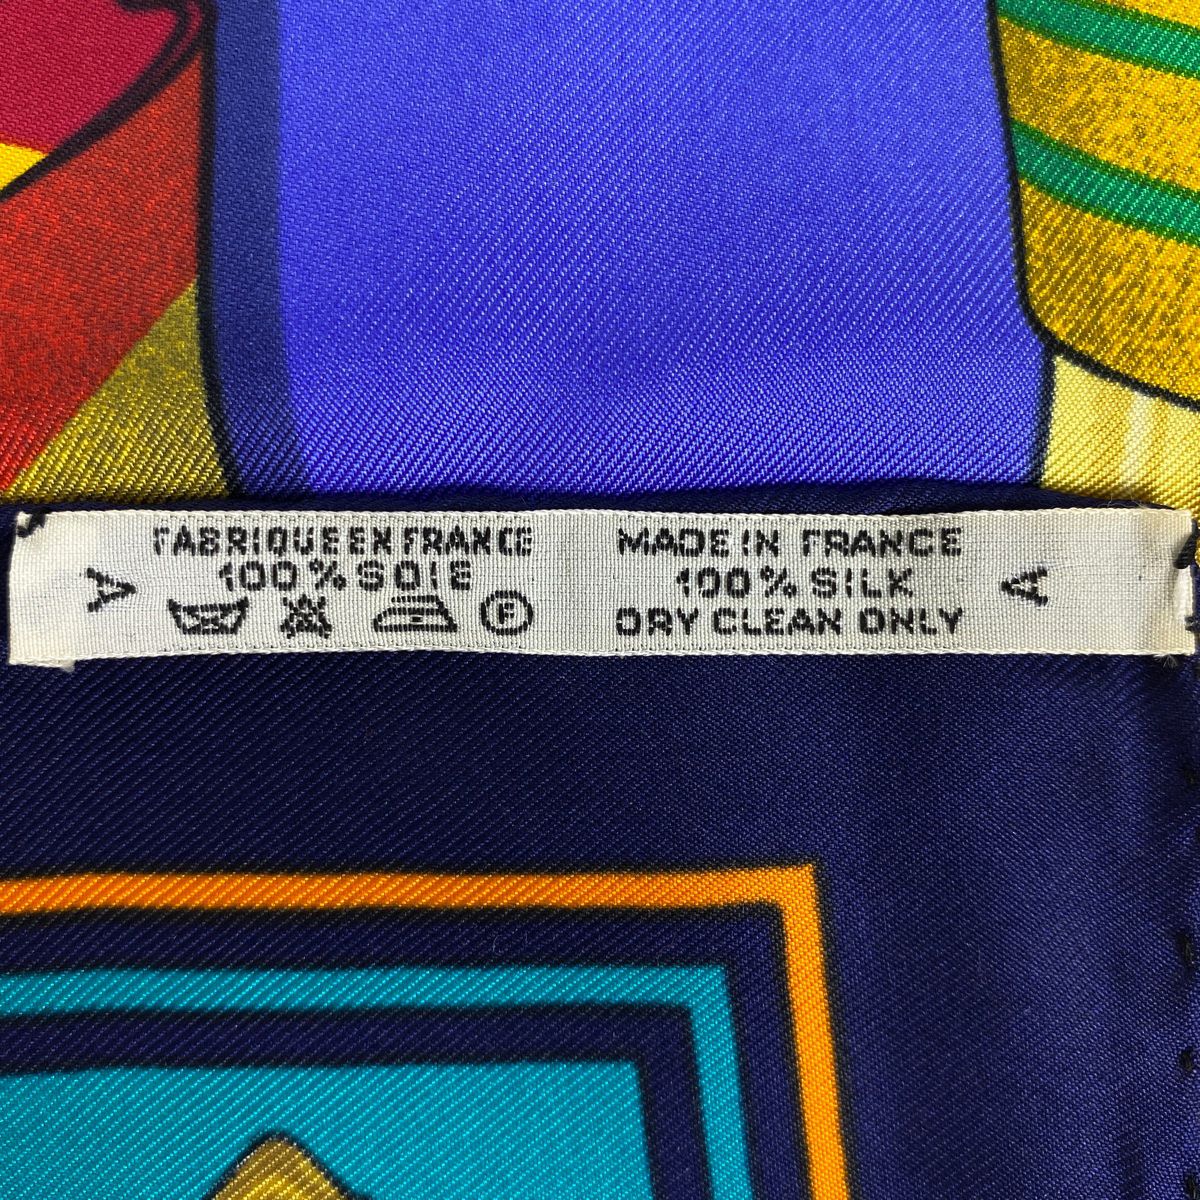 FABRIQUE EN FRANCE
100% SOIE
F
MADE IN FRANCE
100% SILK
DRY CLEAN ONLY
A
A